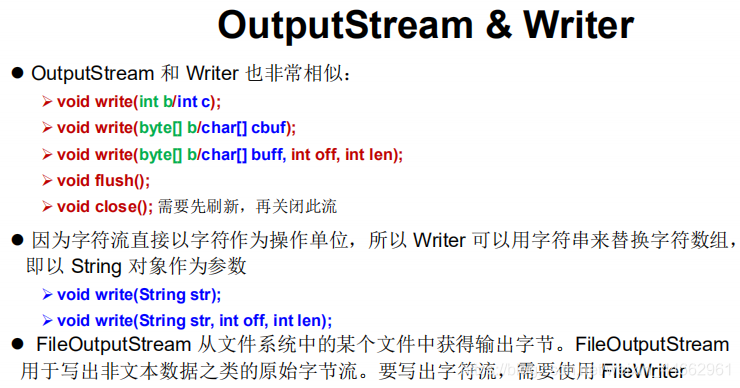 OutputStream & Writer
● OutputStream 和 Writer 也非常相似：
➢ void write(int b/int c);
➢ void write(byte[] b/char[] cbuf);
➢ void write(byte[] b/char[] buff, int off, int len);
➢ void flush();
➢ void close(); 需要先刷新，再关闭此流
● 因为字符流直接以字符作为操作单位，所以 Writer 可以用字符串来替换字符数组，
即以 String 对象作为参数
➢ void write(String str);
➢ void write(String str, int off, int len);
● FileOutputStream 从文件系统中的某个文件中获得输出字节。FileOutputStream
用于写出非文本数据之类的原始字节流。要写出字符流，需要使用 FileWriter